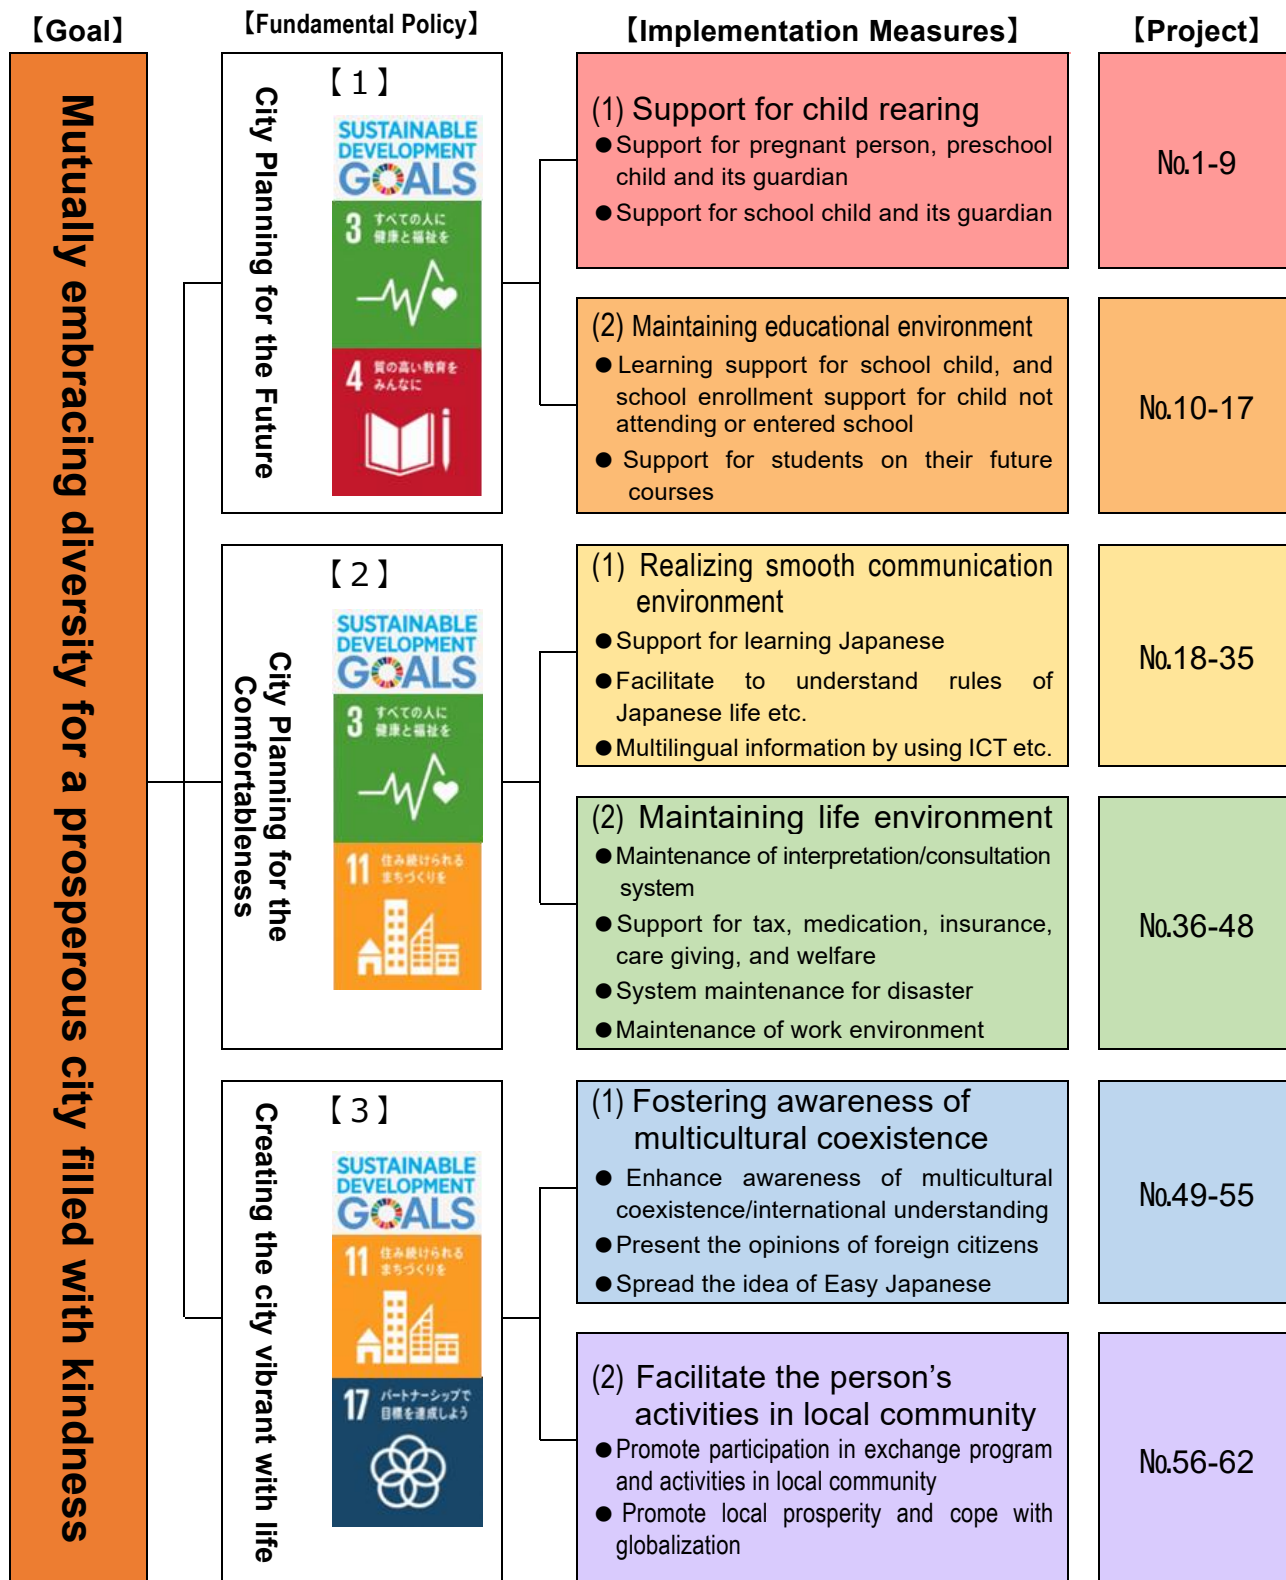 【Goal】
【Fundamental Policy】
【Implementation Measures】
【Project】
Mutually embracing diversity for a prosperous city filled with kindness
City Planning for the Future
【1】
SUSTAINABLE
DEVELOPMENT
GOALS
3 すべての人に
健康と福祉を
4 質の高い教育を
みんなに
(1) Support for child rearing
●Support for pregnant person, preschool
child and its guardian
●Support for school child and its guardian
№1-9
(2) Maintaining educational environment
● Learning support for school child, and
school enrollment support for child not
attending or entered school
● Support for students on their future
courses
№10-17
City Planning for the
Comfortableness
【2】
SUSTAINABLE
DEVELOPMENT
GOALS
3 すべての人に
健康と福祉を
11 住み続けられる
まちづくりを
(1) Realizing smooth communication
environment
●Support for learning Japanese
●Facilitate to understand rules of
Japanese life etc.
●Multilingual information by using ICT etc.
№18-35
(2) Maintaining life environment
●Maintenance of interpretation/consultation
system
●Support for tax, medication, insurance,
care giving, and welfare
●System maintenance for disaster
●Maintenance of work environment
№36-48
Creating the city vibrant with life
【3】
SUSTAINABLE
DEVELOPMENT
GOALS
11 住み続けられる
まちづくりを
17 パートナーシップで
目標を達成しよう
(1) Fostering awareness of
multicultural coexistence
● Enhance awareness of multicultural
coexistence/international understanding
●Present the opinions of foreign citizens
●Spread the idea of Easy Japanese
№49-55
(2) Facilitate the person’s
activities in local community
●Promote participation in exchange program
and activities in local community
● Promote local prosperity and cope with
globalization
№56-62